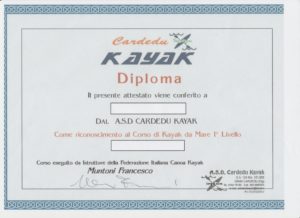 Cardedu
KAYAK
Diploma
Il presente attestato viene conferito a
DAL A.S.D CARDEDU KAYAK
Come riconoscimento al Corso di Kayak da Mare 1° Livello
Corso eseguito da Istruttore della Federazione Italiana Canoa Kayak
Muntoni Francesco
A.S.D. Cardedu Kayak